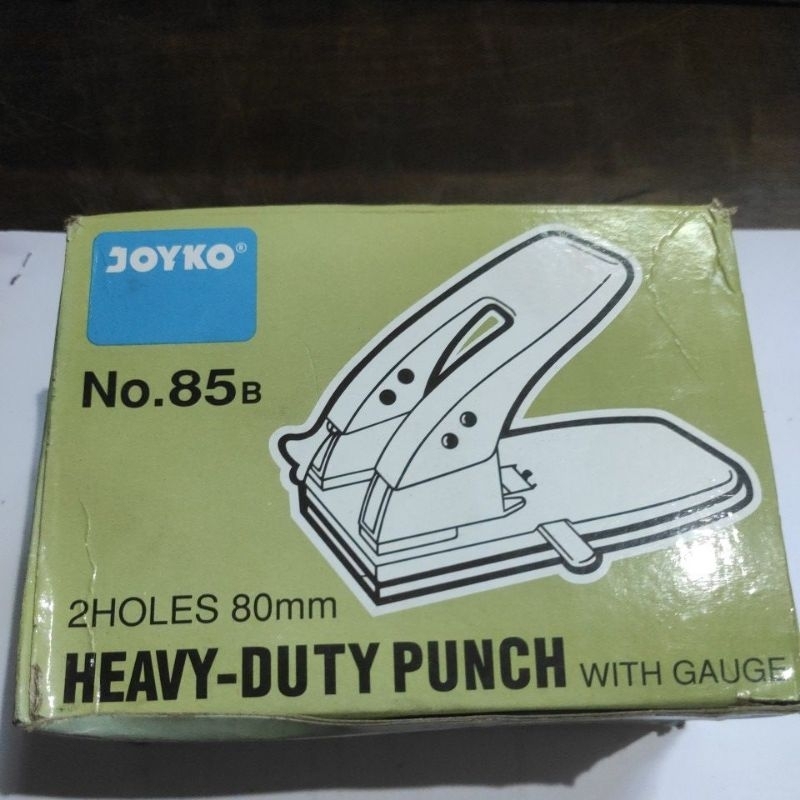 JOYKO®
No.85B
2HOLES 80mm
HEAVY-DUTY PUNCH WITH GAUGE